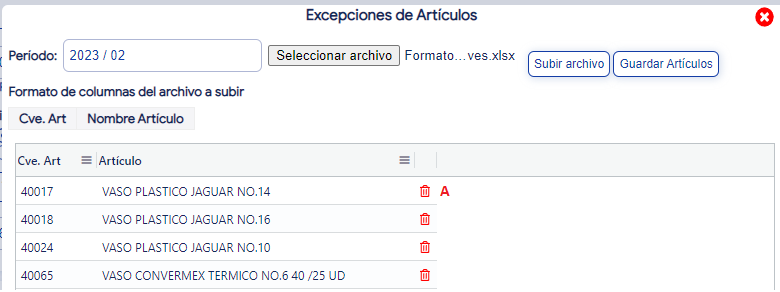 Excepciones de Artículos
Período: 2023 / 02 Seleccionar archivo Formato...ves.xlsx Subir archivo Guardar Artículos
Formato de columnas del archivo a subir
Cve. Art Nombre Artículo
Cve. Art Artículo
40017 VASO PLASTICO JAGUAR NO.14 A
40018 VASO PLASTICO JAGUAR NO.16
40024 VASO PLASTICO JAGUAR NO.10
40065 VASO CONVERMEX TERMICO NO.6 40 /25 UD